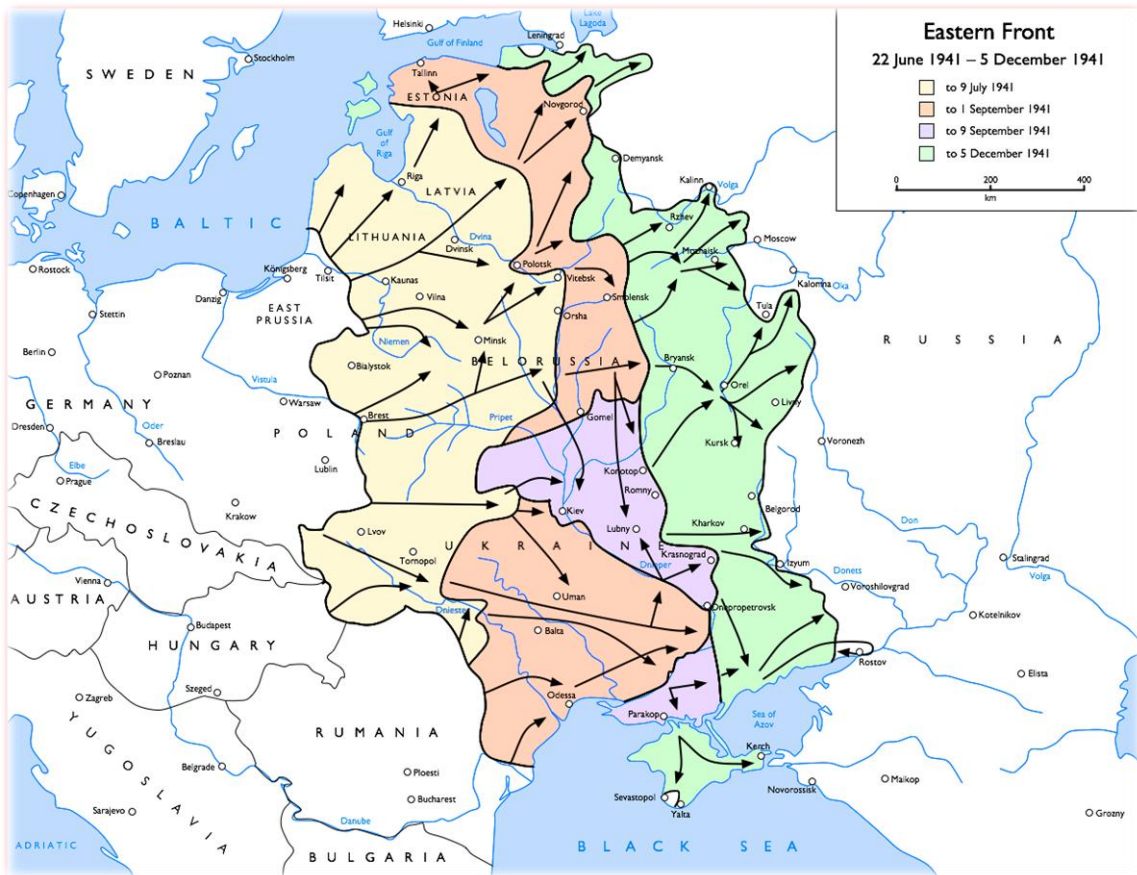 Eastern Front
22 June 1941 – 5 December 1941
to 9 July 1941
to 1 September 1941
to 9 September 1941
to 5 December 1941
0
200
400
km
Helsinki
Lake
Lagoda
Leningrad
Gulf of Finland
Stockholm
SWEDEN
Tallinn
ESTONIA
Novgorod
Gulf
of
Riga
Demyansk
Riga
Kalinn
Volga
LATVIA
Copenhagen
Rzhev
BALTIC
LITHUANIA
Dvina
Moscow
Dvinsk
Mozhaisk
Rostock
Königsberg
Tilsit
Polotsk
Kaunas
Vitebsk
Kalomna
Oka
Danzig
Vilna
Smolensk
EAST
PRUSSIA
Stettin
Orsha
Tula
Niemen
Minsk
RUSSIA
Berlin
Bialystok
BELORUSSIA
Bryansk
Poznan
Vistula
Orel
GERMANY
Warsaw
Livny
Brest
Pripet
Gomel
Dresden
Oder
POLAND
Breslau
Kursk
Voronezh
Elbe
Lublin
Konotop
Prague
Romny
Krakow
Belgorod
CZECHOSLOVAKIA
Kiev
Don
Lvov
Lubny
Kharkov
UKRAINE
Tornopol
Krasnograd
Stalingrad
Dnieper
Izyum
Donets
Volga
Vienna
Voroshilovgrad
AUSTRIA
Uman
Dnapropetrovsk
Dniester
Kotelnikov
Budapest
Balta
HUNGARY
Rostov
Elista
Szeged
Zagreb
Odessa
Parakop
Sea of
Azov
RUMANIA
YUGOSLAVIA
Kerch
Belgrade
Ploesti
Maikop
Novorossisk
Bucharest
Sevastopol
Sarajevo
Yalta
Grozny
Danube
ADRIATIC
BULGARIA
BLACK SEA